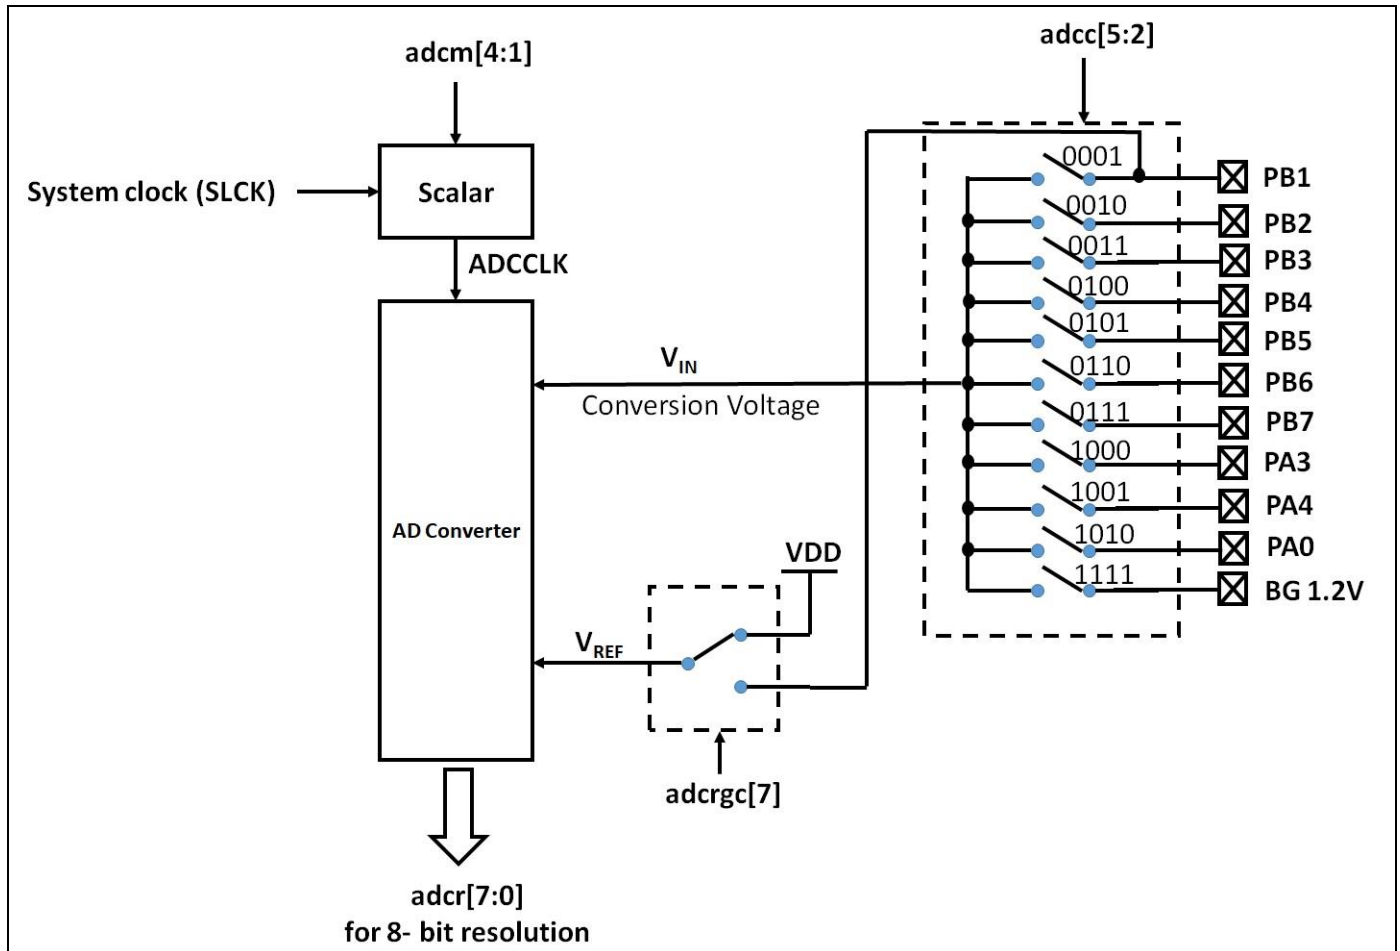 adcm[4:1]
adcc[5:2]
System clock (SLCK)
Scalar
ADCCLK
0001
PB1
0010
PB2
0011
PB3
0100
PB4
0101
PB5
0110
PB6
0111
PB7
1000
PA3
1001
PA4
1010
PA0
1111
BG 1.2V
VIN
Conversion Voltage
AD Converter
VDD
VREF
adcrgc[7]
adcr[7:0]
for 8- bit resolution